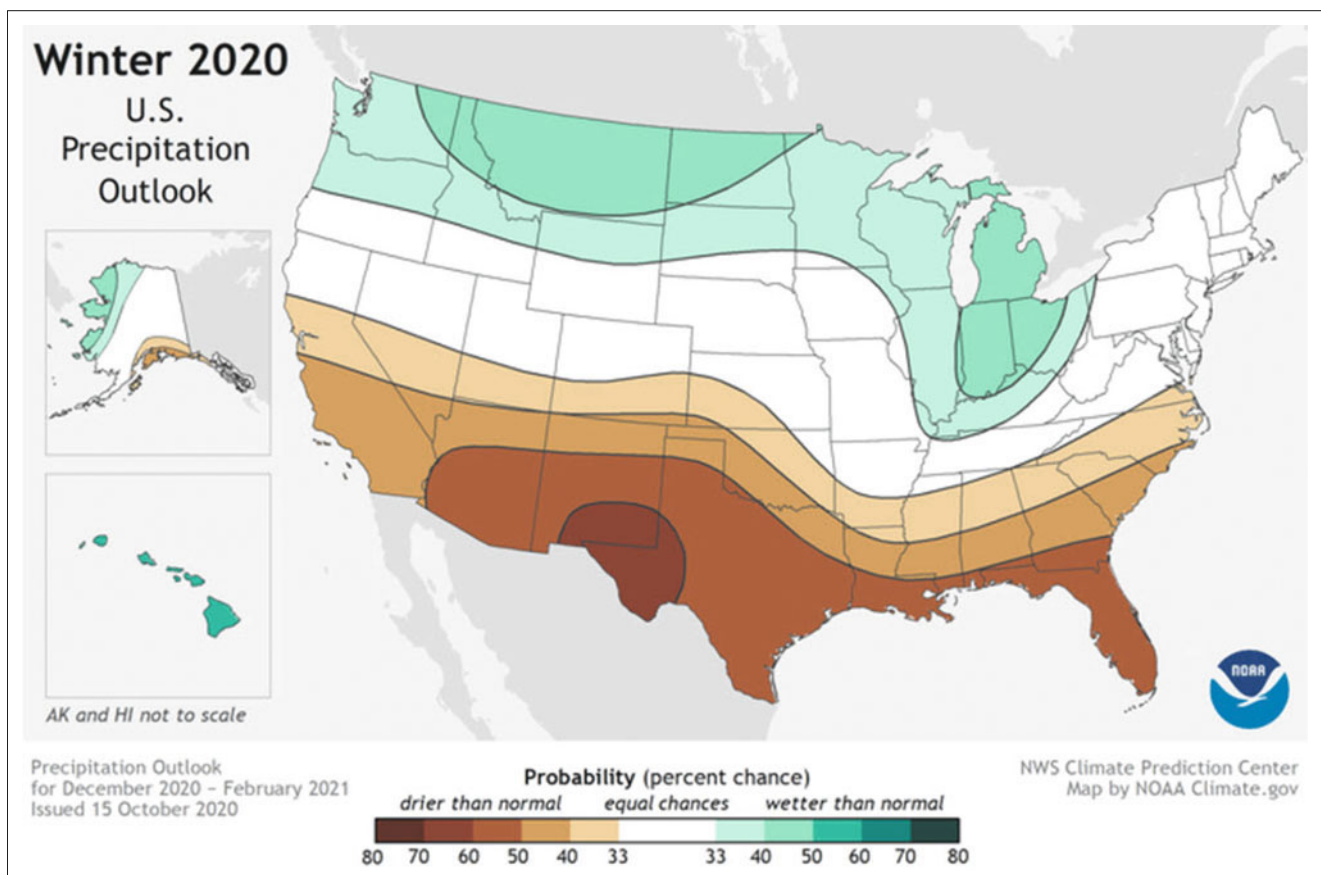 Winter 2020
U.S.
Precipitation
Outlook
AK and HI not to scale
NOAA
Precipitation Outlook
for December 2020 – February 2021
Issued 15 October 2020
Probability (percent chance)
drier than normal equal chances wetter than normal
80 70 60 50 40 33 33 40 50 60 70 80
NWS Climate Prediction Center
Map by NOAA Climate.gov